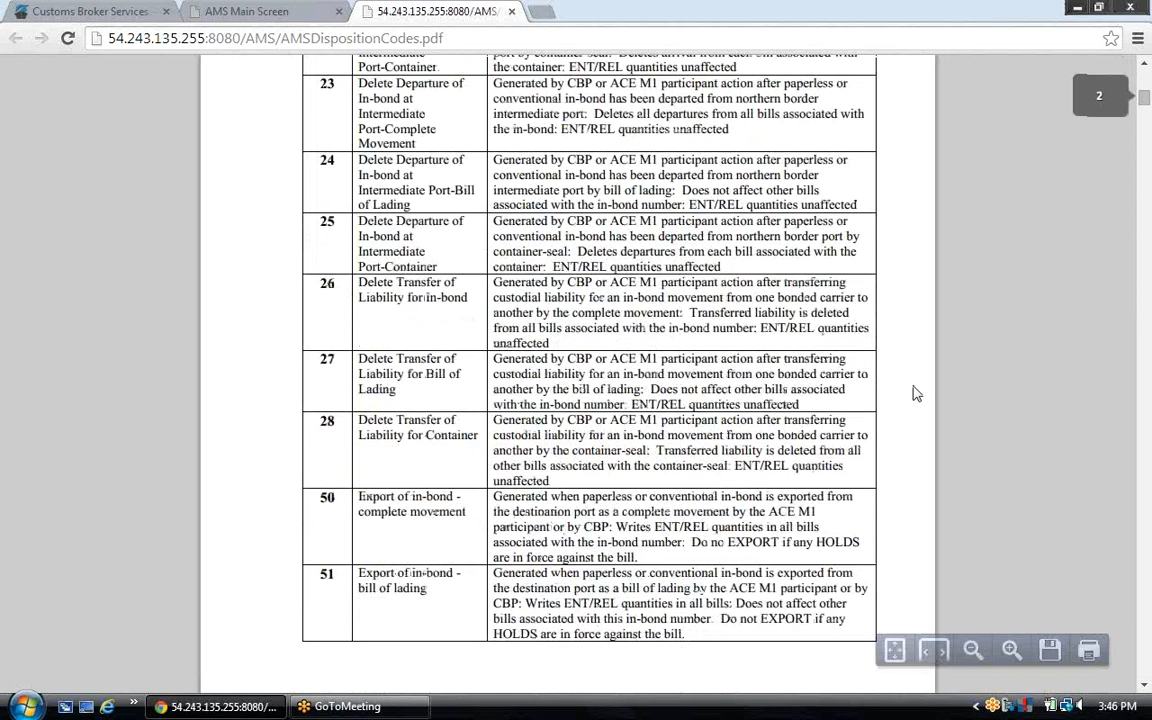 Customs Broker Services
AMS Main Screen
54.243.135.255:8080/AMS/
54.243.135.255:8080/AMS/AMSDispositionCodes.pdf
2
Intermediate
Port-Container
port by container-seal: Deletes arrival from each bill associated with
the container: ENT/REL quantities unaffected
23
Delete Departure of
In-bond at
Intermediate
Port-Complete
Movement
Generated by CBP or ACE M1 participant action after paperless or
conventional in-bond has been departed from northern border
intermediate port: Deletes all departures from all bills associated with
the in-bond: ENT/REL quantities unaffected
24
Delete Departure of
In-bond at
Intermediate Port-Bill
of Lading
Generated by CBP or ACE M1 participant action after paperless or
conventional in-bond has been departed from northern border
intermediate port by bill of lading: Does not affect other bills
associated with the in-bond number: ENT/REL quantities unaffected
25
Delete Departure of
In-bond at
Intermediate
Port-Container
Generated by CBP or ACE M1 participant action after paperless or
conventional in-bond has been departed from northern border port by
container-seal: Deletes departures from each bill associated with the
container: ENT/REL quantities unaffected
26
Delete Transfer of
Liability for in-bond
Generated by CBP or ACE M1 participant action after transferring
custodial liability for an in-bond movement from one bonded carrier to
another by the complete movement: Transferred liability is deleted
from all bills associated with the in-bond number: ENT/REL quantities
unaffected
27
Delete Transfer of
Liability for Bill of
Lading
Generated by CBP or ACE M1 participant action after transferring
custodial liability for an in-bond movement from one bonded carrier to
another by the bill of lading: Does not affect other bills associated
with the in-bond number: ENT/REL quantities unaffected
28
Delete Transfer of
Liability for Container
Generated by CBP or ACE M1 participant action after transferring
custodial liability for an in-bond movement from one bonded carrier to
another by the container-seal: Transferred liability is deleted from all
other bills associated with the container-seal: ENT/REL quantities
unaffected
50
Export of in-bond -
complete movement
Generated when paperless or conventional in-bond is exported from
the destination port as a complete movement by the ACE M1
participant or by CBP: Writes ENT/REL quantities in all bills
associated with the in-bond number: Do no EXPORT if any HOLDS
are in force against the bill.
51
Export of in-bond -
bill of lading
Generated when paperless or conventional in-bond is exported from
the destination port as a bill of lading by the ACE M1 participant or by
CBP: Writes ENT/REL quantities in all bills: Does not affect other
bills associated with this in-bond number. Do not EXPORT if any
HOLDS are in force against the bill.
54.243.135.255:8080/...
GoToMeeting
3:46 PM